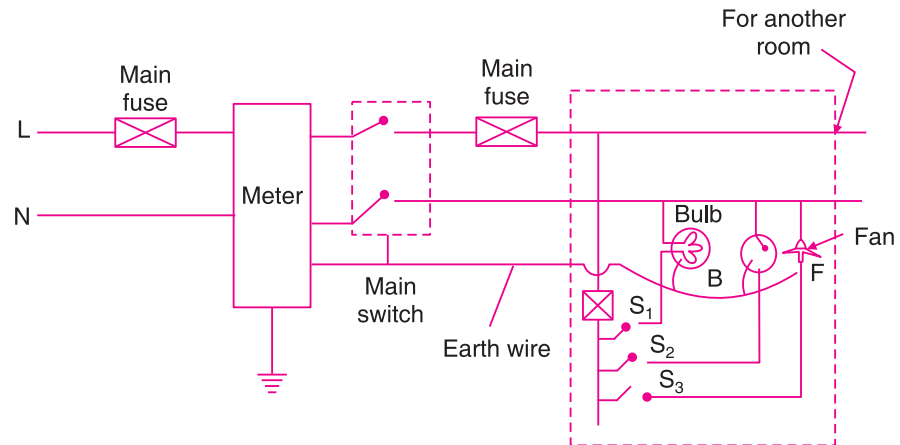 For another
room
Main
fuse
Main
fuse
L
N
Meter
Bulb
B
F
Fan
Main
switch
Earth wire
S₁
S₂
S₃